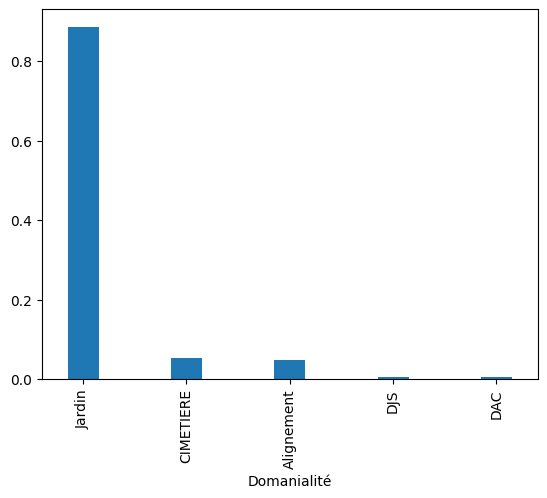 0.8
0.6
0.4
0.2
0.0
Jardin
CIMETIERE
Alignement
DJS
DAC
Domanialité